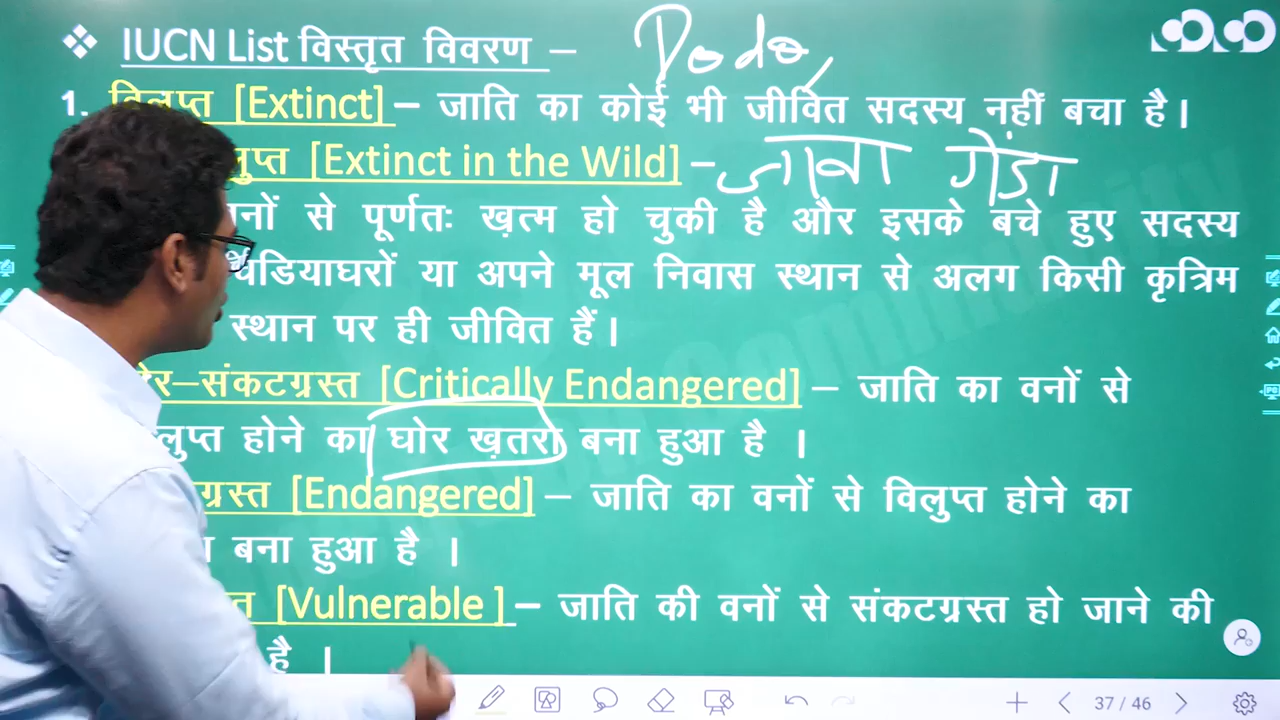 ❖ IUCN List विस्तृत विवरण –
Dodo,
1. विलुप्त [Extinct] – जाति का कोई भी जीवित सदस्य नहीं बचा है।
[Extinct in the Wild] – जावा गेंडा
से पूर्णतः ख़त्म हो चुकी है और इसके बचे हुए सदस्य
चिडियाघरों या अपने मूल निवास स्थान से अलग किसी कृत्रिम
स्थान पर ही जीवित हैं।
संकटग्रस्त [Critically Endangered] – जाति का वनों से
होने का घोर ख़तरा बना हुआ है ।
[Endangered] – जाति का वनों से विलुप्त होने का
बना हुआ है ।
[Vulnerable ] – जाति की वनों से संकटग्रस्त हो जाने की
है ।
37 / 46